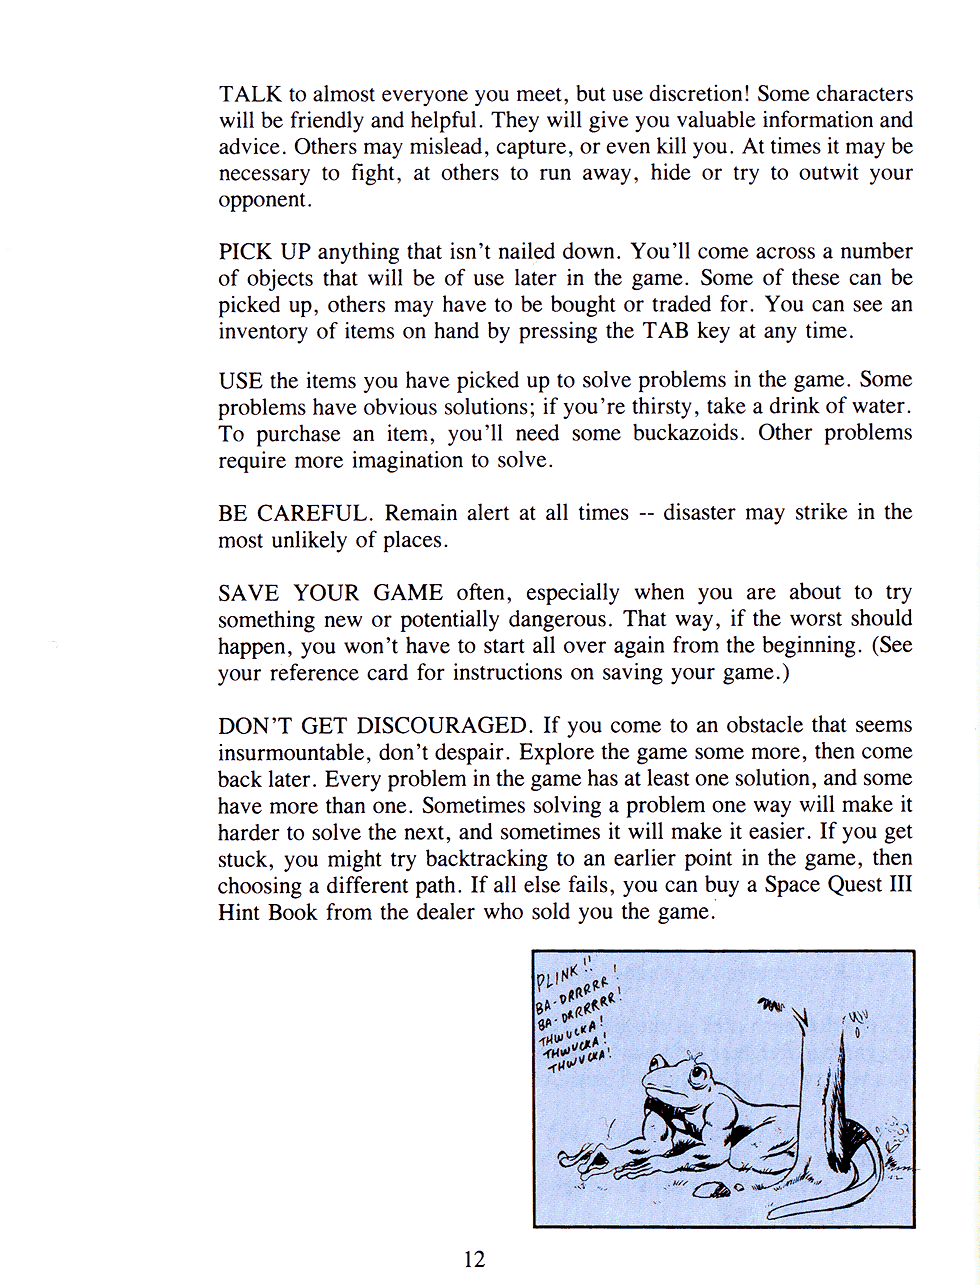 TALK to almost everyone you meet, but use discretion! Some characters
will be friendly and helpful. They will give you valuable information and
advice. Others may mislead, capture, or even kill you. At times it may be
necessary to fight, at others to run away, hide or try to outwit your
opponent.
PICK UP anything that isn't nailed down. You'll come across a number
of objects that will be of use later in the game. Some of these can be
picked up, others may have to be bought or traded for. You can see an
inventory of items on hand by pressing the TAB key at any time.
USE the items you have picked up to solve problems in the game. Some
problems have obvious solutions; if you're thirsty, take a drink of water.
To purchase an item, you'll need some buckazoids. Other problems
require more imagination to solve.
BE CAREFUL. Remain alert at all times -- disaster may strike in the
most unlikely of places.
SAVE YOUR GAME often, especially when you are about to try
something new or potentially dangerous. That way, if the worst should
happen, you won't have to start all over again from the beginning. (See
your reference card for instructions on saving your game.)
DON'T GET DISCOURAGED. If you come to an obstacle that seems
insurmountable, don't despair. Explore the game some more, then come
back later. Every problem in the game has at least one solution, and some
have more than one. Sometimes solving a problem one way will make it
harder to solve the next, and sometimes it will make it easier. If you get
stuck, you might try backtracking to an earlier point in the game, then
choosing a different path. If all else fails, you can buy a Space Quest III
Hint Book from the dealer who sold you the game.
PLINK!!
BA-DRRRRR!
BA-DRRRRRR!
THWUCKA!
THWUCKA!
THWUCKA!
12